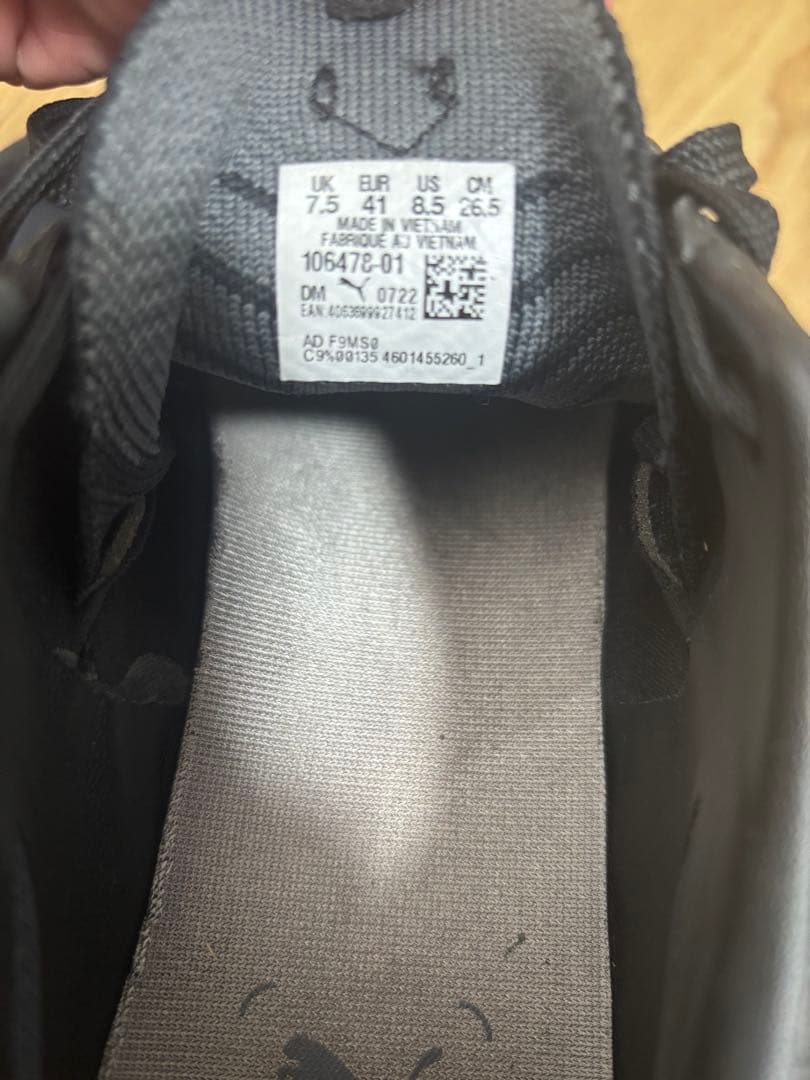 UK EUR US CM
7.5 41 8.5 26.5
MADE IN VIETNAM
FABRIQUE AU VIETNAM
106478-01
DM 0722
EAN:4063699927412
AD F9MS0
C9%00135 4601455260_1